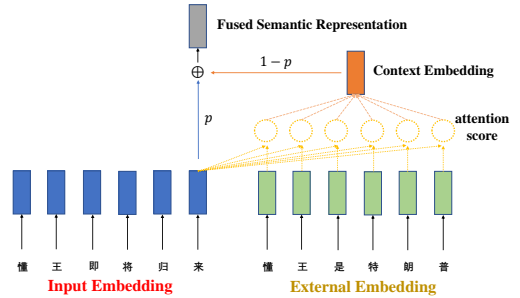 Fused Semantic Representation
1 − p
Context Embedding
p
attention
score
懂 王 即 将 归 来
懂 王 是 特 朗 普
Input Embedding
External Embedding